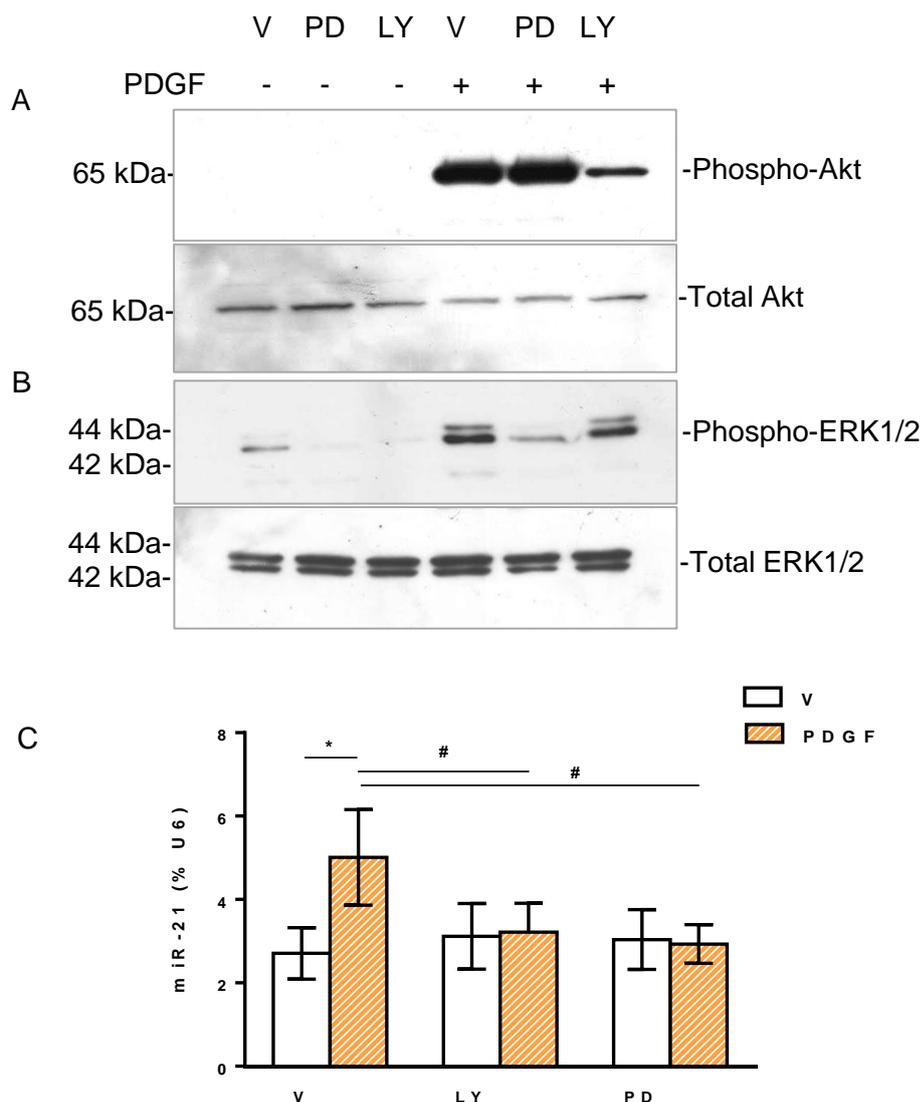 V PD LY V PD LY
PDGF - - - + + +
A
65 kDa- -Phospho-Akt
65 kDa- -Total Akt
B
44 kDa- -Phospho-ERK1/2
42 kDa-
44 kDa- -Total ERK1/2
42 kDa-
C
V
PDGF
* # #
8
6
4
2
0
miR-21 (% U6)
V LY PD